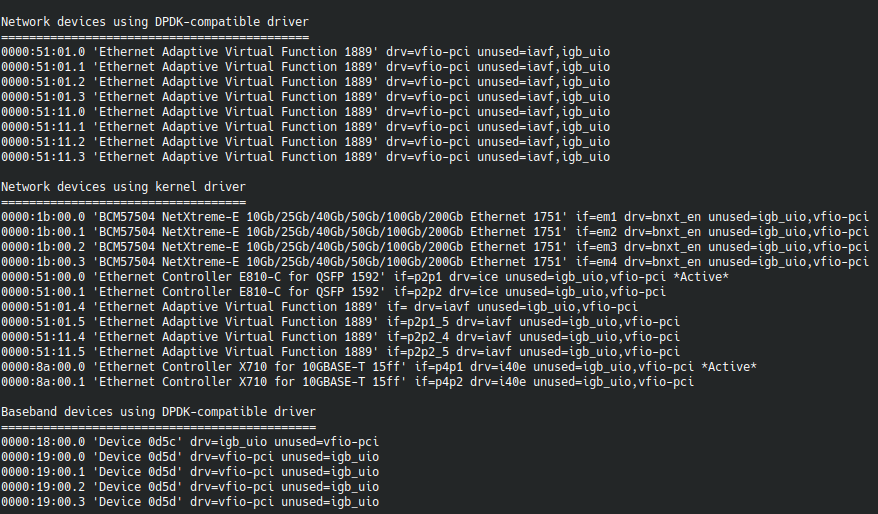 Network devices using DPDK-compatible driver
============================================
0000:51:01.0 'Ethernet Adaptive Virtual Function 1889' drv=vfio-pci unused=iavf,igb_uio
0000:51:01.1 'Ethernet Adaptive Virtual Function 1889' drv=vfio-pci unused=iavf,igb_uio
0000:51:01.2 'Ethernet Adaptive Virtual Function 1889' drv=vfio-pci unused=iavf,igb_uio
0000:51:01.3 'Ethernet Adaptive Virtual Function 1889' drv=vfio-pci unused=iavf,igb_uio
0000:51:11.0 'Ethernet Adaptive Virtual Function 1889' drv=vfio-pci unused=iavf,igb_uio
0000:51:11.1 'Ethernet Adaptive Virtual Function 1889' drv=vfio-pci unused=iavf,igb_uio
0000:51:11.2 'Ethernet Adaptive Virtual Function 1889' drv=vfio-pci unused=iavf,igb_uio
0000:51:11.3 'Ethernet Adaptive Virtual Function 1889' drv=vfio-pci unused=iavf,igb_uio
Network devices using kernel driver
===================================
0000:1b:00.0 'BCM57504 NetXtreme-E 10Gb/25Gb/40Gb/50Gb/100Gb/200Gb Ethernet 1751' if=em1 drv=bnxt_en unused=igb_uio,vfio-pci
0000:1b:00.1 'BCM57504 NetXtreme-E 10Gb/25Gb/40Gb/50Gb/100Gb/200Gb Ethernet 1751' if=em2 drv=bnxt_en unused=igb_uio,vfio-pci
0000:1b:00.2 'BCM57504 NetXtreme-E 10Gb/25Gb/40Gb/50Gb/100Gb/200Gb Ethernet 1751' if=em3 drv=bnxt_en unused=igb_uio,vfio-pci
0000:1b:00.3 'BCM57504 NetXtreme-E 10Gb/25Gb/40Gb/50Gb/100Gb/200Gb Ethernet 1751' if=em4 drv=bnxt_en unused=igb_uio,vfio-pci
0000:51:00.0 'Ethernet Controller E810-C for QSFP 1592' if=p2p1 drv=ice unused=igb_uio,vfio-pci *Active*
0000:51:00.1 'Ethernet Controller E810-C for QSFP 1592' if=p2p2 drv=ice unused=igb_uio,vfio-pci
0000:51:01.4 'Ethernet Adaptive Virtual Function 1889' if= drv=iavf unused=igb_uio,vfio-pci
0000:51:01.5 'Ethernet Adaptive Virtual Function 1889' if=p2p1_5 drv=iavf unused=igb_uio,vfio-pci
0000:51:11.4 'Ethernet Adaptive Virtual Function 1889' if=p2p2_4 drv=iavf unused=igb_uio,vfio-pci
0000:51:11.5 'Ethernet Adaptive Virtual Function 1889' if=p2p2_5 drv=iavf unused=igb_uio,vfio-pci
0000:8a:00.0 'Ethernet Controller X710 for 10GBASE-T 15ff' if=p4p1 drv=i40e unused=igb_uio,vfio-pci *Active*
0000:8a:00.1 'Ethernet Controller X710 for 10GBASE-T 15ff' if=p4p2 drv=i40e unused=igb_uio,vfio-pci
Baseband devices using DPDK-compatible driver
=============================================
0000:18:00.0 'Device 0d5c' drv=igb_uio unused=vfio-pci
0000:19:00.0 'Device 0d5d' drv=vfio-pci unused=igb_uio
0000:19:00.1 'Device 0d5d' drv=vfio-pci unused=igb_uio
0000:19:00.2 'Device 0d5d' drv=vfio-pci unused=igb_uio
0000:19:00.3 'Device 0d5d' drv=vfio-pci unused=igb_uio